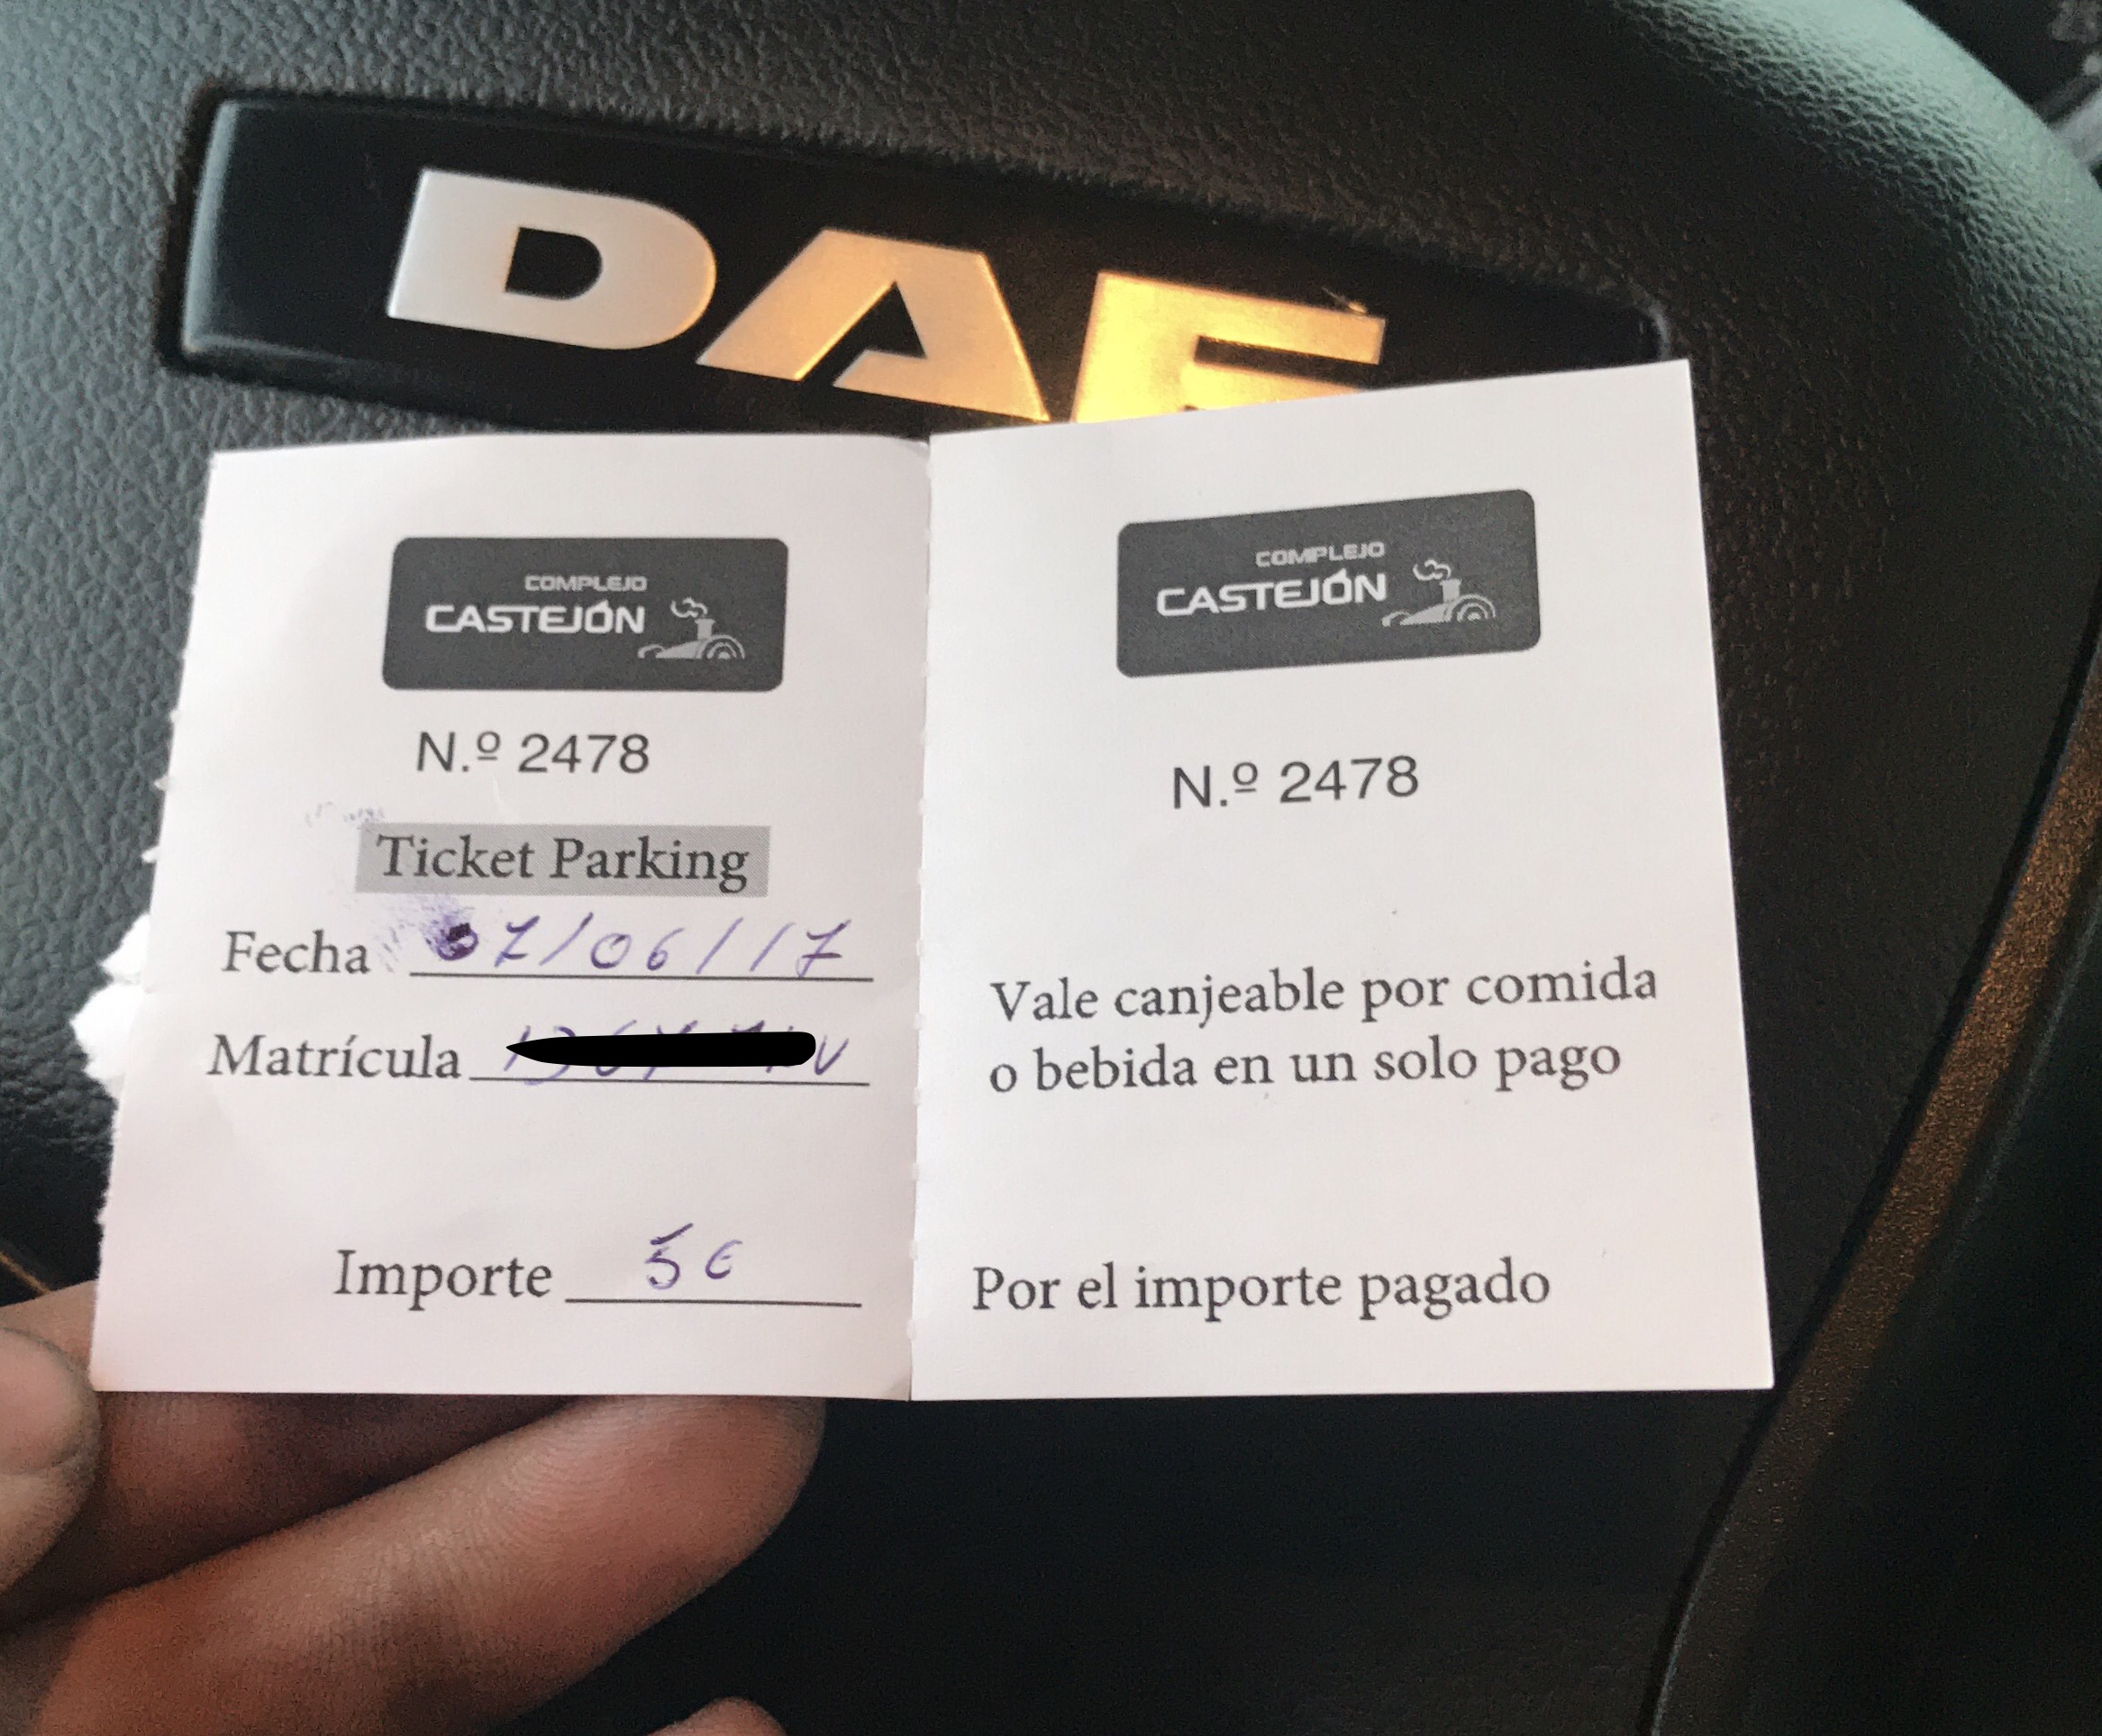 DAF
COMPLEJO
CASTEJÓN
N.º 2478
Ticket Parking
Fecha 07/06/17
Matrícula
Importe 5€
COMPLEJO
CASTEJÓN
N.º 2478
Vale canjeable por comida
o bebida en un solo pago
Por el importe pagado